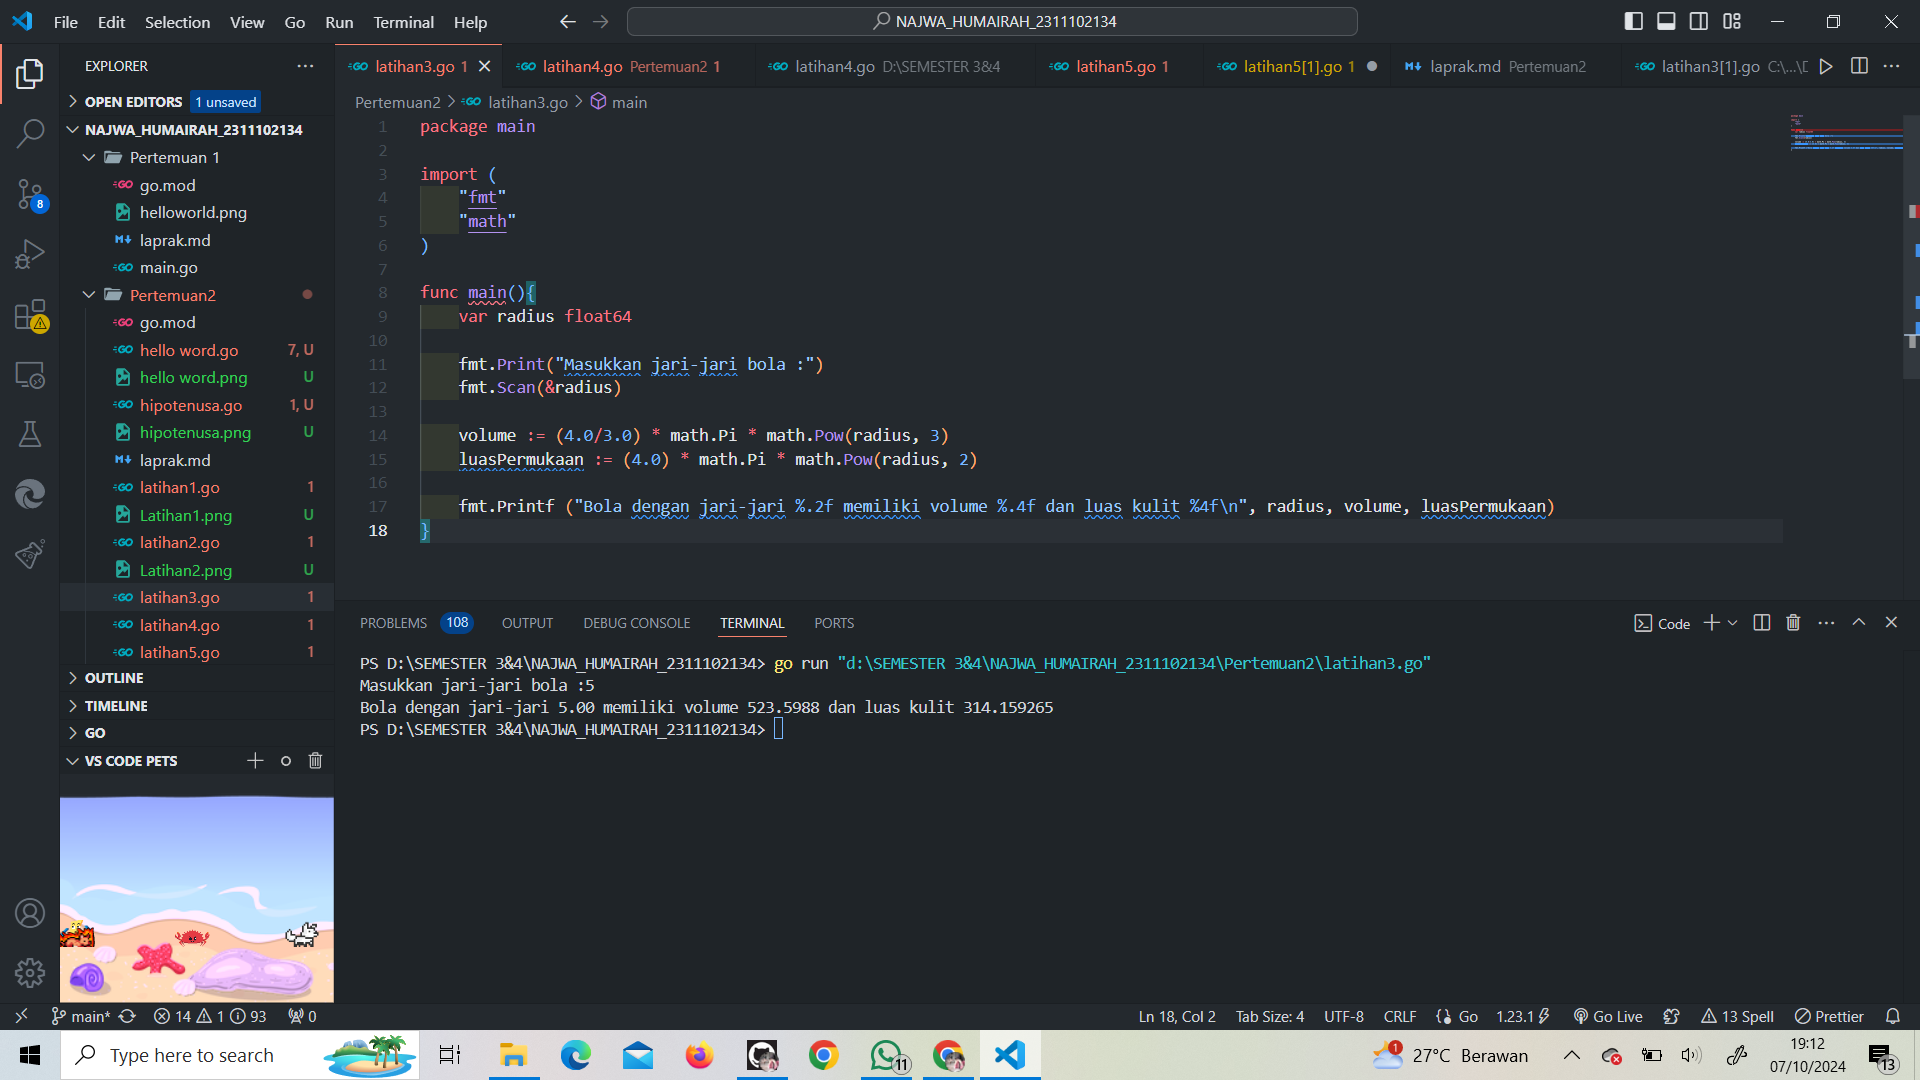 File Edit Selection View Go Run Terminal Help
NAJWA_HUMAIRAH_2311102134
EXPLORER
latihan3.go 1
latihan4.go Pertemuan2 1
latihan4.go D:\SEMESTER 3&4
latihan5.go 1
latihan5[1].go 1
laprak.md Pertemuan2
latihan3[1].go C:\...\
OPEN EDITORS 1 unsaved
NAJWA_HUMAIRAH_2311102134
Pertemuan 1
go.mod
helloworld.png
laprak.md
main.go
Pertemuan2
go.mod
hello word.go 7, U
hello word.png U
hipotenusa.go 1, U
hipotenusa.png U
laprak.md
latihan1.go 1
Latihan1.png U
latihan2.go 1
Latihan2.png U
latihan3.go 1
latihan4.go 1
latihan5.go 1
OUTLINE
TIMELINE
GO
VS CODE PETS
8
Pertemuan2 > latihan3.go > main
1 package main
2
3 import (
4 "fmt"
5 "math"
6 )
7
8 func main(){
9 var radius float64
10
11 fmt.Print("Masukkan jari-jari bola :")
12 fmt.Scan(&radius)
13
14 volume := (4.0/3.0) * math.Pi * math.Pow(radius, 3)
15 luasPermukaan := (4.0) * math.Pi * math.Pow(radius, 2)
16
17 fmt.Printf ("Bola dengan jari-jari %.2f memiliki volume %.4f dan luas kulit %4f\n", radius, volume, luasPermukaan)
18 }
PROBLEMS 108 OUTPUT DEBUG CONSOLE TERMINAL PORTS
Code
PS D:\SEMESTER 3&4\NAJWA_HUMAIRAH_2311102134> go run "d:\SEMESTER 3&4\NAJWA_HUMAIRAH_2311102134\Pertemuan2\latihan3.go"
Masukkan jari-jari bola :5
Bola dengan jari-jari 5.00 memiliki volume 523.5988 dan luas kulit 314.159265
PS D:\SEMESTER 3&4\NAJWA_HUMAIRAH_2311102134>
main* 14 1 93 0
Ln 18, Col 2 Tab Size: 4 UTF-8 CRLF Go 1.23.1 Go Live 13 Spell Prettier
Type here to search
11
1
27°C Berawan
19:12
07/10/2024
13